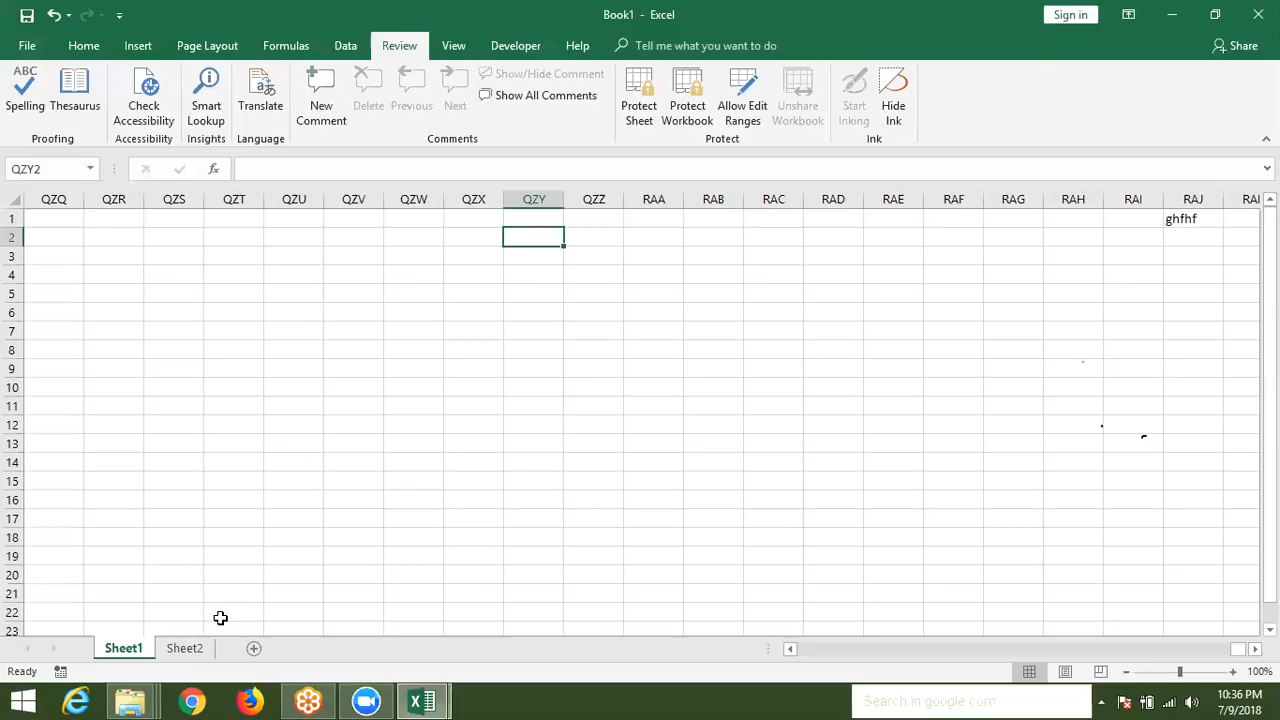 Book1 - Excel
Sign in
File Home Insert Page Layout Formulas Data Review View Developer Help Tell me what you want to do Share
ABC
Spelling Thesaurus Check Accessibility Smart Lookup Translate New Comment Delete Previous Next Show/Hide Comment Show All Comments Protect Sheet Protect Workbook Allow Edit Ranges Unshare Workbook Start Inking Hide Ink
Proofing Accessibility Insights Language Comments Protect Ink
QZY2 fx
QZQ QZR QZS QZT QZU QZV QZW QZX QZY QZZ RAA RAB RAC RAD RAE RAF RAG RAH RAI RAJ
1 ghfhf
2
3
4
5
6
7
8
9
10
11
12
13
14
15
16
17
18
19
20
21
22
23
Sheet1 Sheet2
Ready 100%
Search in google com 10:36 PM
7/9/2018